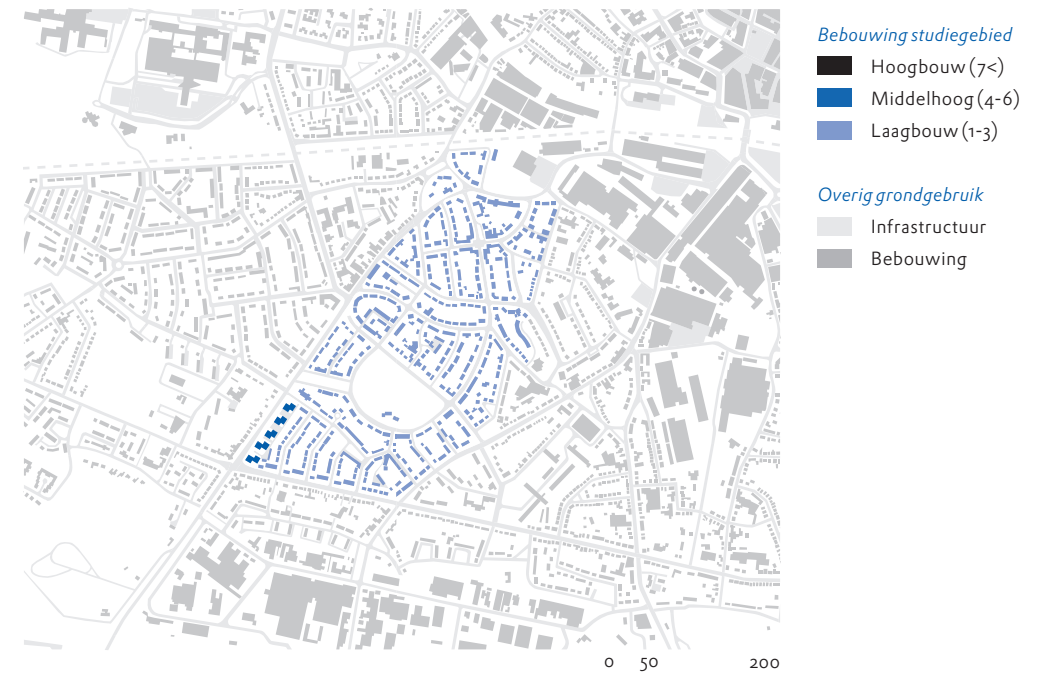 Bebouwing studiegebied
Hoogbouw (7<)
Middelhoog (4-6)
Laagbouw (1-3)
Overig grondgebruik
Infrastructuur
Bebouwing
0 50 200